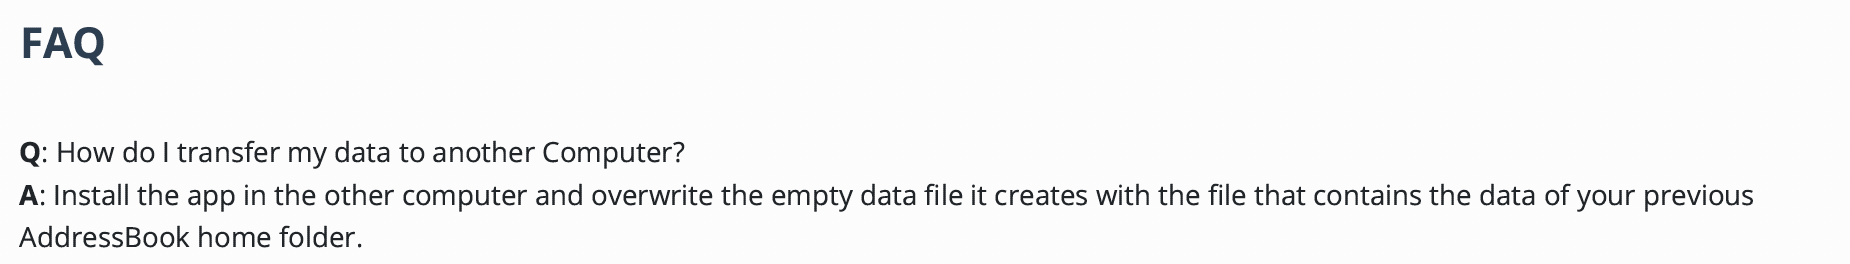 FAQ
Q: How do I transfer my data to another Computer?
A: Install the app in the other computer and overwrite the empty data file it creates with the file that contains the data of your previous
AddressBook home folder.